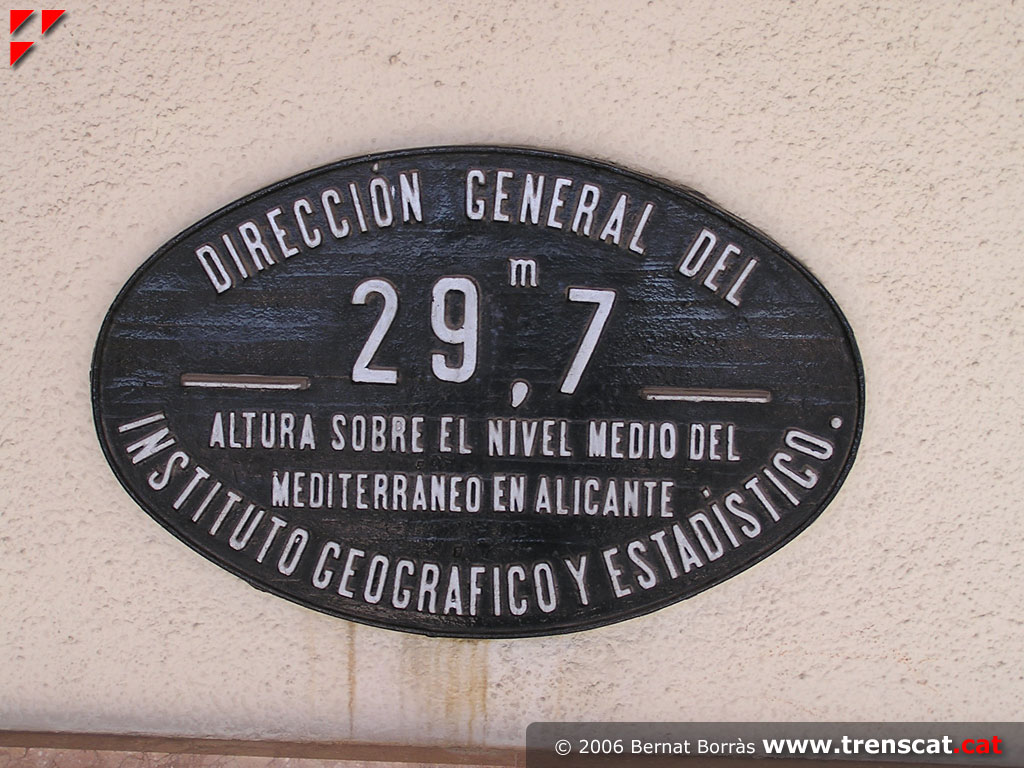 DIRECCIÓN GENERAL DEL
29,m7
ALTURA SOBRE EL NIVEL MEDIO DEL
MEDITERRANEO EN ALICANTE
INSTITUTO GEOGRAFICO Y ESTADÍSTICO.
© 2006 Bernat Borràs www.trenscat.cat